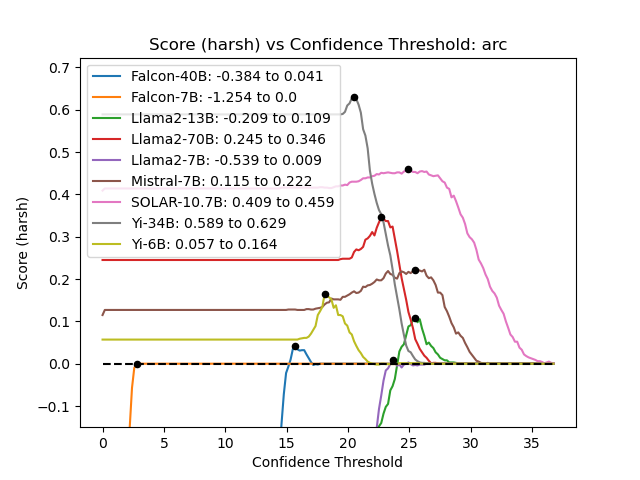 Score (harsh) vs Confidence Threshold: arc
0.7
0.6
0.5
0.4
0.3
0.2
0.1
0.0
−0.1
Score (harsh)
Falcon-40B: -0.384 to 0.041
Falcon-7B: -1.254 to 0.0
Llama2-13B: -0.209 to 0.109
Llama2-70B: 0.245 to 0.346
Llama2-7B: -0.539 to 0.009
Mistral-7B: 0.115 to 0.222
SOLAR-10.7B: 0.409 to 0.459
Yi-34B: 0.589 to 0.629
Yi-6B: 0.057 to 0.164
0 5 10 15 20 25 30 35
Confidence Threshold